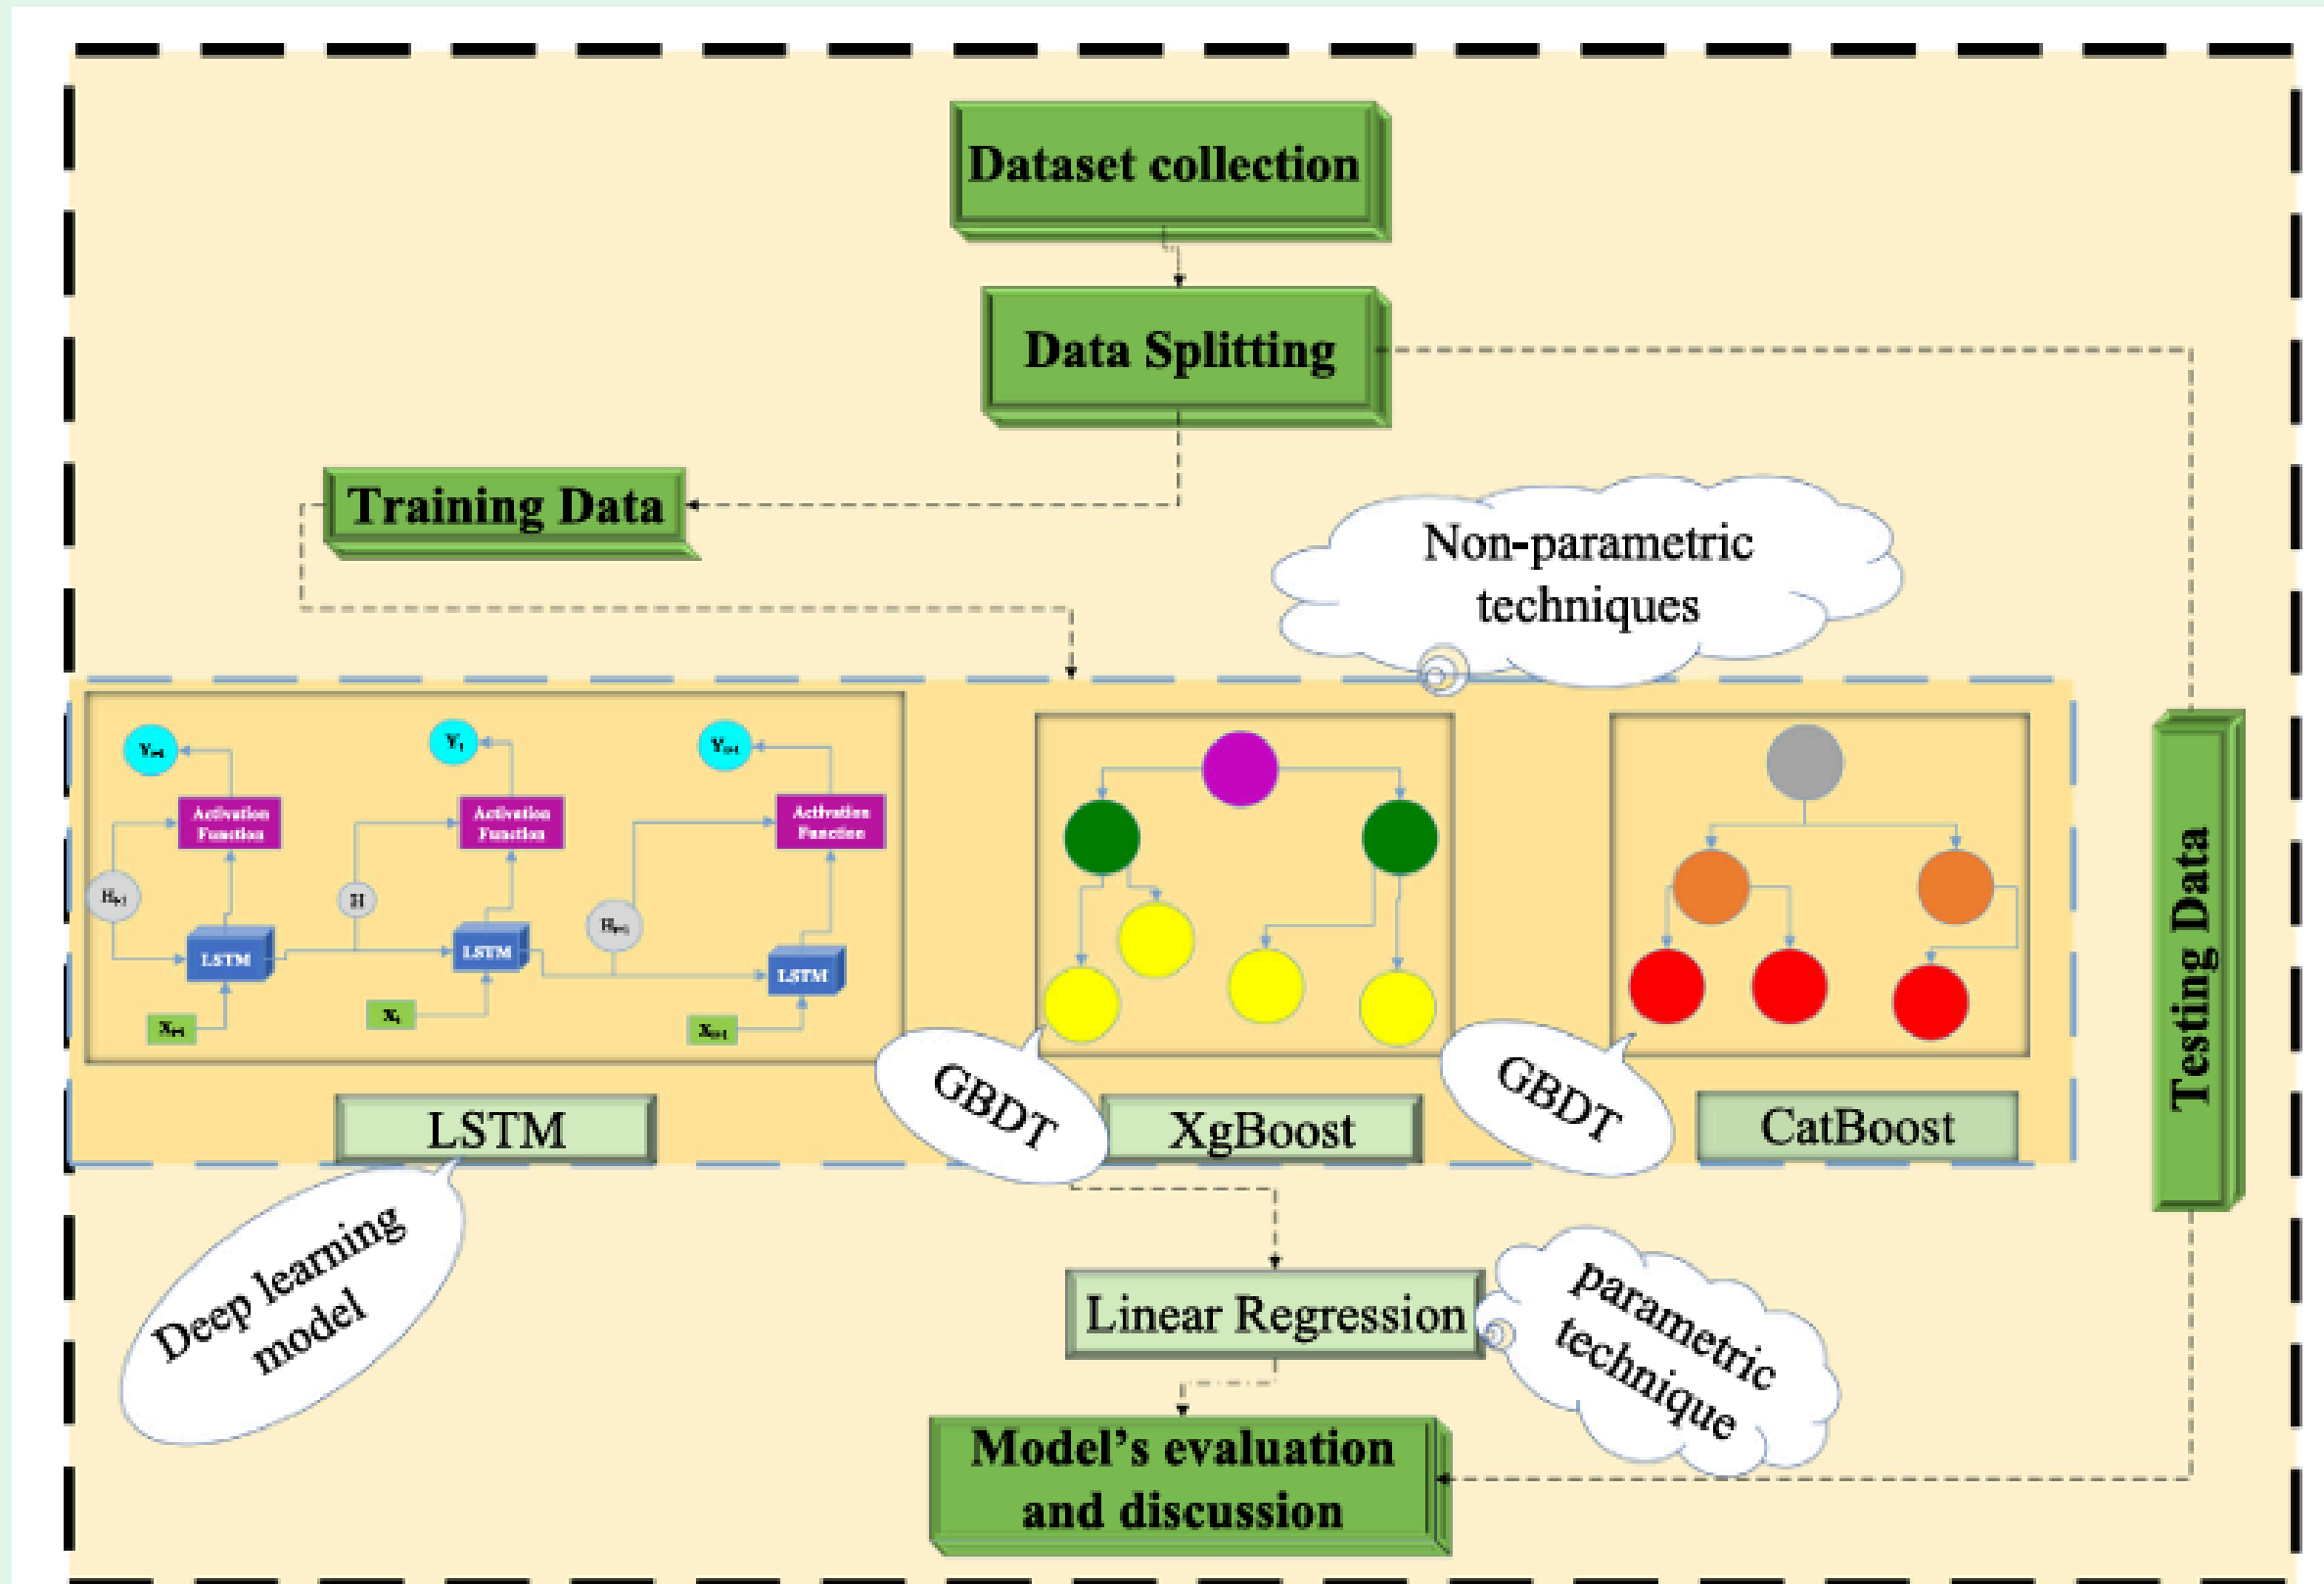 Dataset collection
Data Splitting
Training Data
Non-parametric
techniques
Y
Activation
Function
H
LSTM
X
Y
Activation
Function
H
LSTM
X
Y
Activation
Function
H
LSTM
X
LSTM
Deep learning
model
GBDT
XgBoost
GBDT
CatBoost
Testing Data
Linear Regression
parametric
technique
Model's evaluation
and discussion